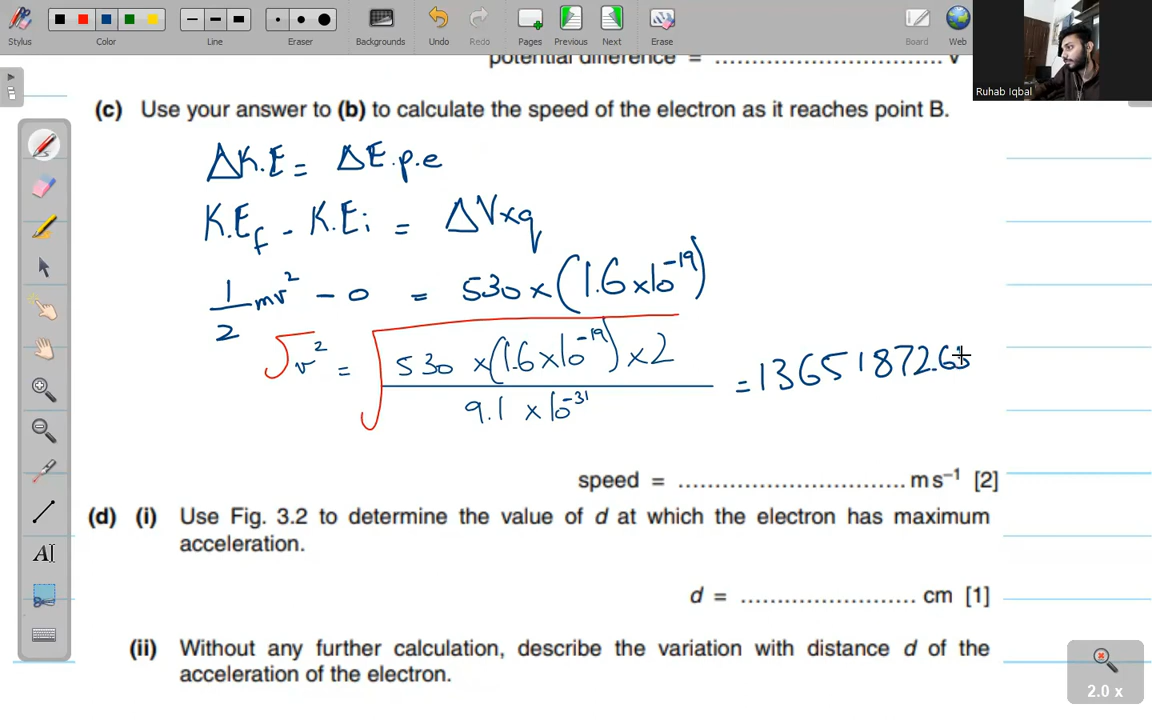 Stylus Color Line Eraser Backgrounds Undo Redo Pages Previous Next Erase Board Web
Ruhab Iqbal
potential difference = ................................ V
(c) Use your answer to (b) to calculate the speed of the electron as it reaches point B.
ΔK.E = ΔE.p.e
K.Ef - K.Ei = ΔV×q
1/2 mv² - 0 = 530 × (1.6 × 10⁻¹⁹)
√v² = √(530 × (1.6 × 10⁻¹⁹) × 2 / 9.1 × 10⁻³¹) = 13651872.63
speed = ............................... m s⁻¹ [2]
(d) (i) Use Fig. 3.2 to determine the value of d at which the electron has maximum
acceleration.
d = ........................ cm [1]
(ii) Without any further calculation, describe the variation with distance d of the
acceleration of the electron.
AI
2.0 x